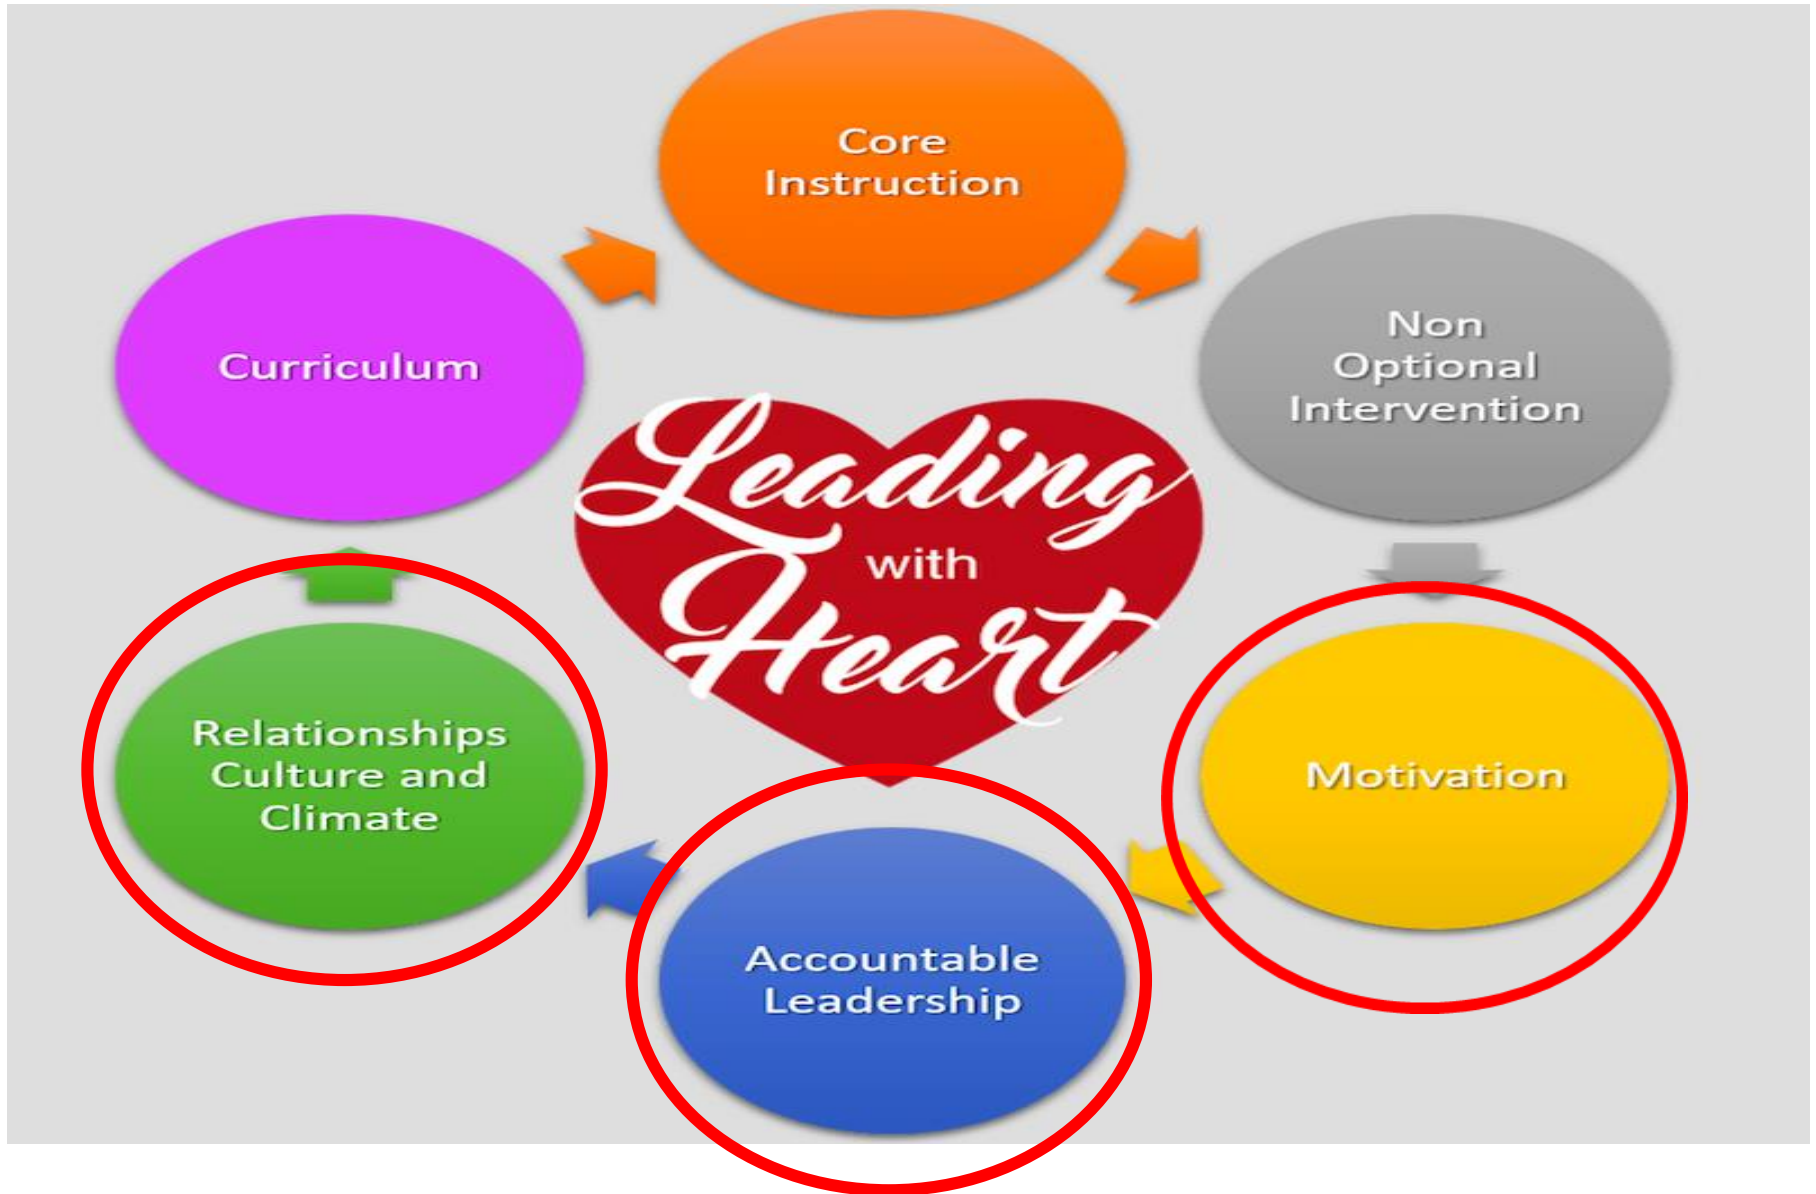 Core
Instruction
Non
Optional
Intervention
Curriculum
Leading
with
Heart
Relationships
Culture and
Climate
Motivation
Accountable
Leadership